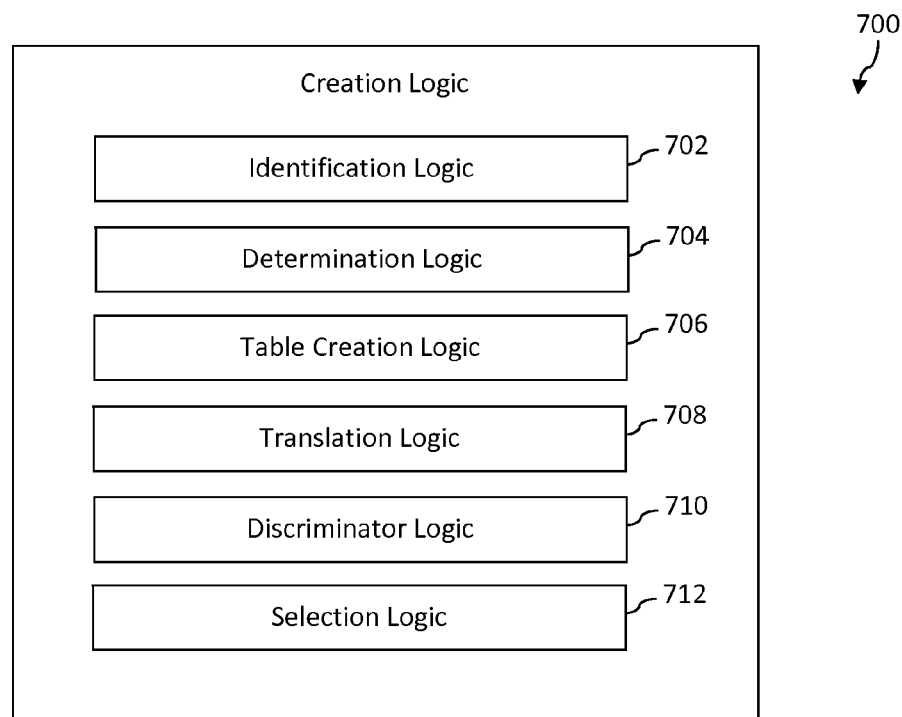 700
Creation Logic
Identification Logic 702
Determination Logic 704
Table Creation Logic 706
Translation Logic 708
Discriminator Logic 710
Selection Logic 712